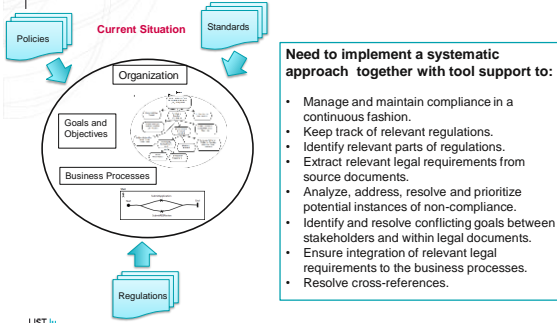 Policies
Current Situation
Standards
Organization
Goals and
Objectives
Business Processes
Regulations
Need to implement a systematic
approach together with tool support to:
• Manage and maintain compliance in a
continuous fashion.
• Keep track of relevant regulations.
• Identify relevant parts of regulations.
• Extract relevant legal requirements from
source documents.
• Analyze, address, resolve and prioritize
potential instances of non-compliance.
• Identify and resolve conflicting goals between
stakeholders and within legal documents.
• Ensure integration of relevant legal
requirements to the business processes.
• Resolve cross-references.